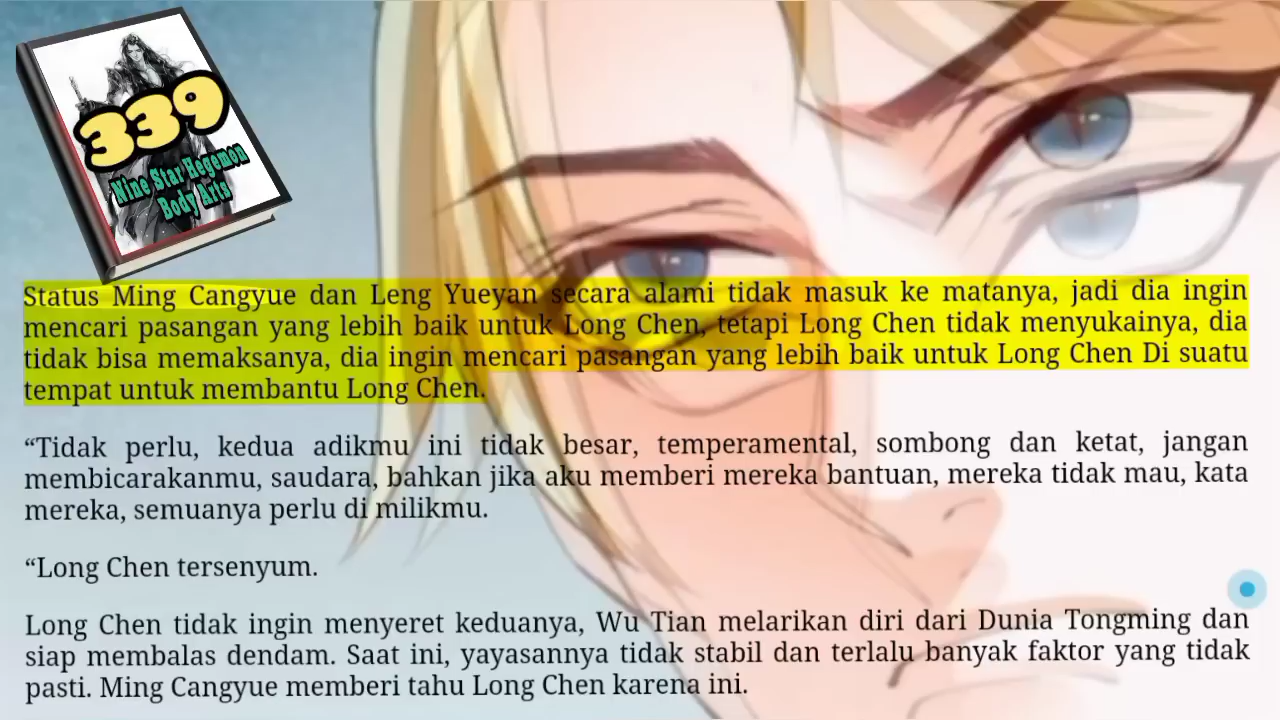 339
Nine Star Hegemon
Body Arts
Status Ming Cangyue dan Leng Yueyan secara alami tidak masuk ke matanya, jadi dia ingin
mencari pasangan yang lebih baik untuk Long Chen, tetapi Long Chen tidak menyukainya, dia
tidak bisa memaksanya, dia ingin mencari pasangan yang lebih baik untuk Long Chen Di suatu
tempat untuk membantu Long Chen.
“Tidak perlu, kedua adikmu ini tidak besar, temperamental, sombong dan ketat, jangan
membicarakanmu, saudara, bahkan jika aku memberi mereka bantuan, mereka tidak mau, kata
mereka, semuanya perlu di milikmu.
“Long Chen tersenyum.
Long Chen tidak ingin menyeret keduanya, Wu Tian melarikan diri dari Dunia Tongming dan
siap membalas dendam. Saat ini, yayasannya tidak stabil dan terlalu banyak faktor yang tidak
pasti. Ming Cangyue memberi tahu Long Chen karena ini.